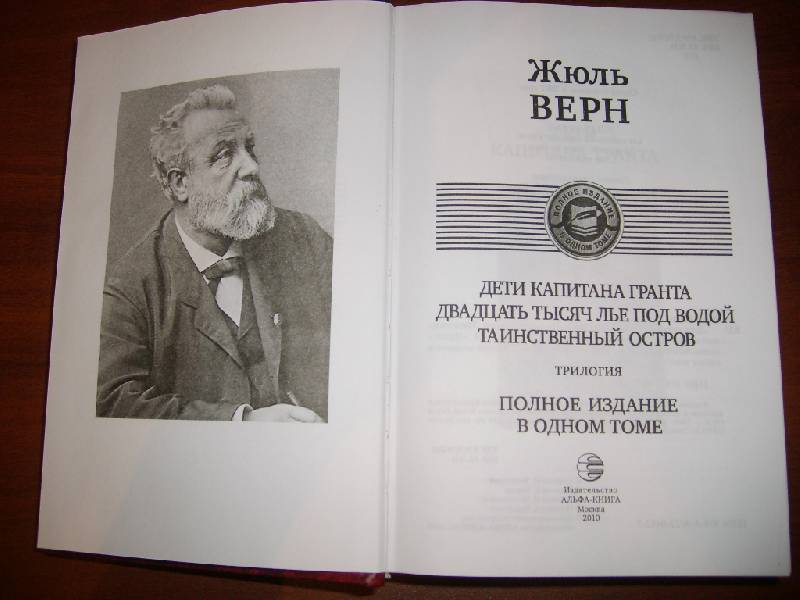 Жюль
ВЕРН
ПОЛНОЕ ИЗДАНИЕ
В ОДНОМ ТОМЕ
ДЕТИ КАПИТАНА ГРАНТА
ДВАДЦАТЬ ТЫСЯЧ ЛЬЕ ПОД ВОДОЙ
ТАИНСТВЕННЫЙ ОСТРОВ
ТРИЛОГИЯ
ПОЛНОЕ ИЗДАНИЕ
В ОДНОМ ТОМЕ
Издательство
АЛЬФА-КНИГА
Москва
2010